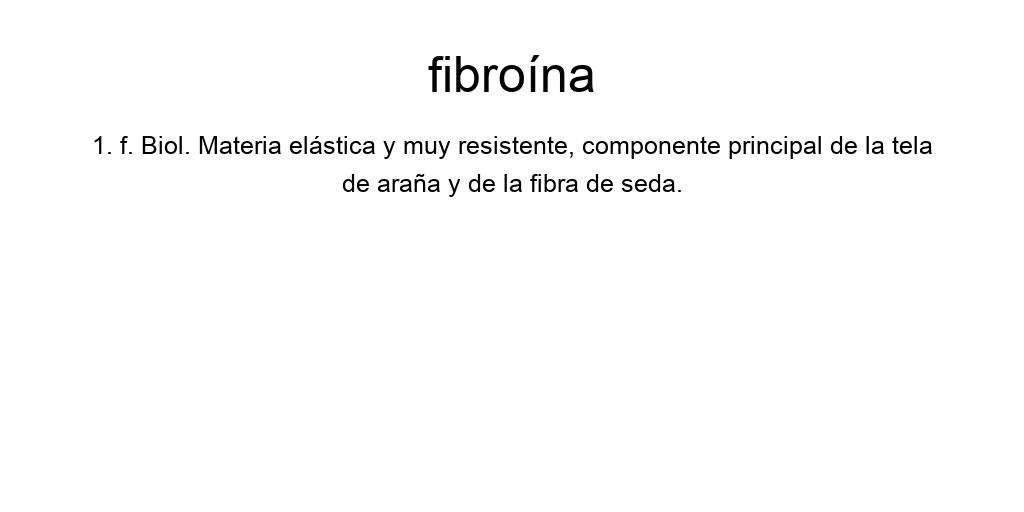 fibroína
1. f. Biol. Materia elástica y muy resistente, componente principal de la tela
de araña y de la fibra de seda.